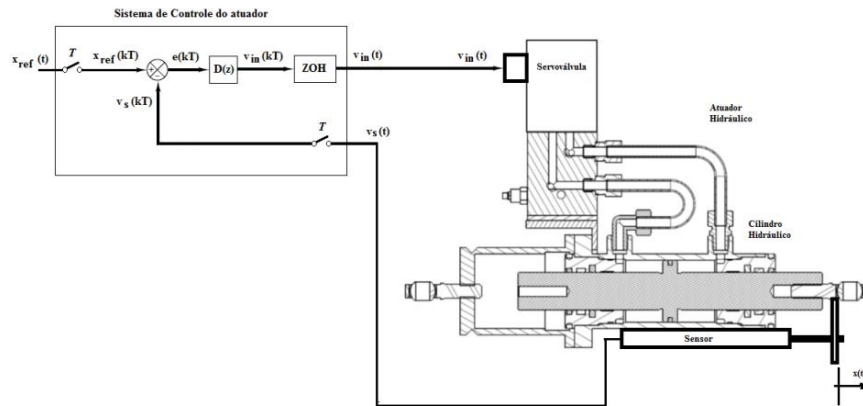 Sistema de Controle do atuador
x_ref (t)
T
x_ref (kT)
e(kT)
D(z)
v_in (kT)
ZOH
v_in (t)
v_in (t)
Servoválvula
v_s (kT)
T
v_s (t)
Atuador
Hidráulico
Cilindro
Hidráulico
Sensor
x(t